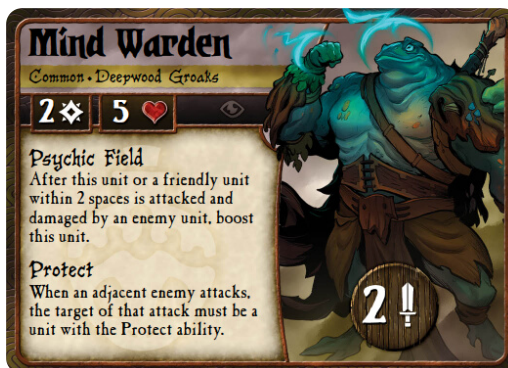 Mind Warden
Common • Deepwood Groaks
2 5
Psychic Field
After this unit or a friendly unit
within 2 spaces is attacked and
damaged by an enemy unit, boost
this unit.
Protect
When an adjacent enemy attacks,
the target of that attack must be a
unit with the Protect ability.
2